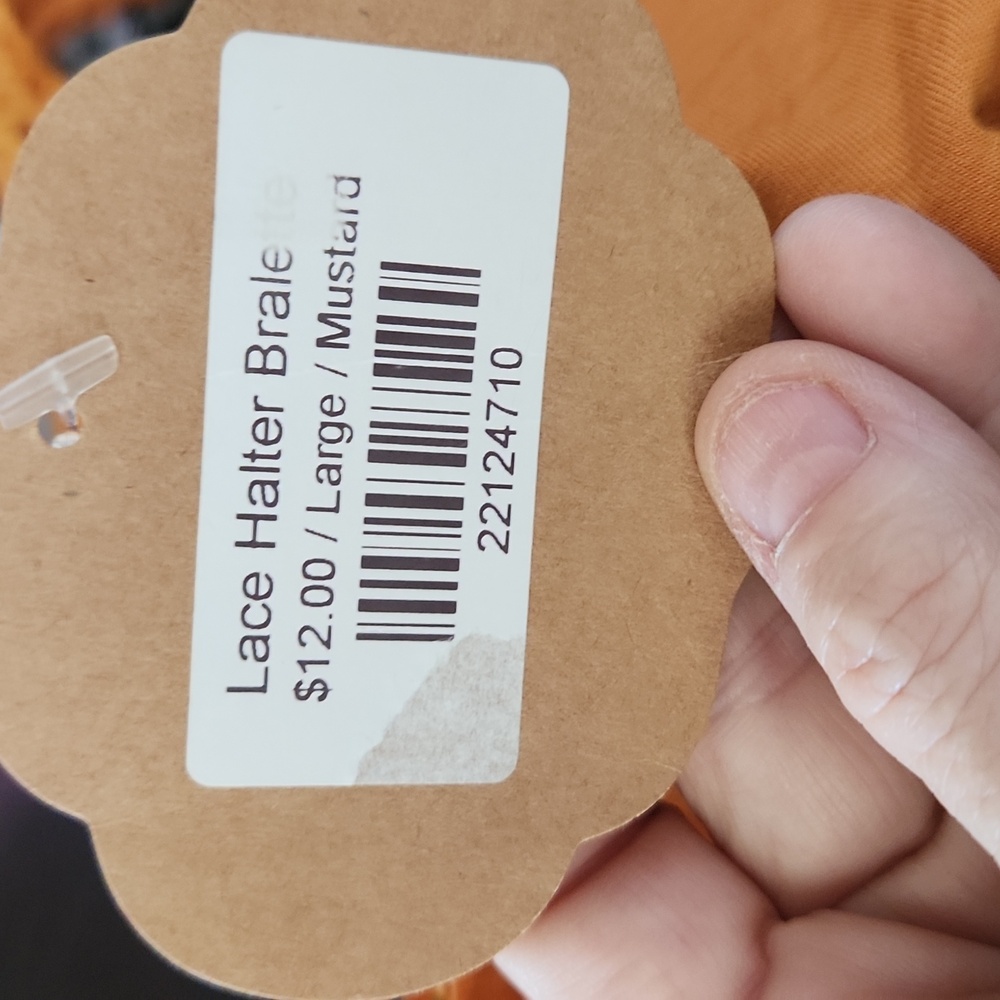 Lace Halter Bralette
$12.00 / Large / Mustard
22124710